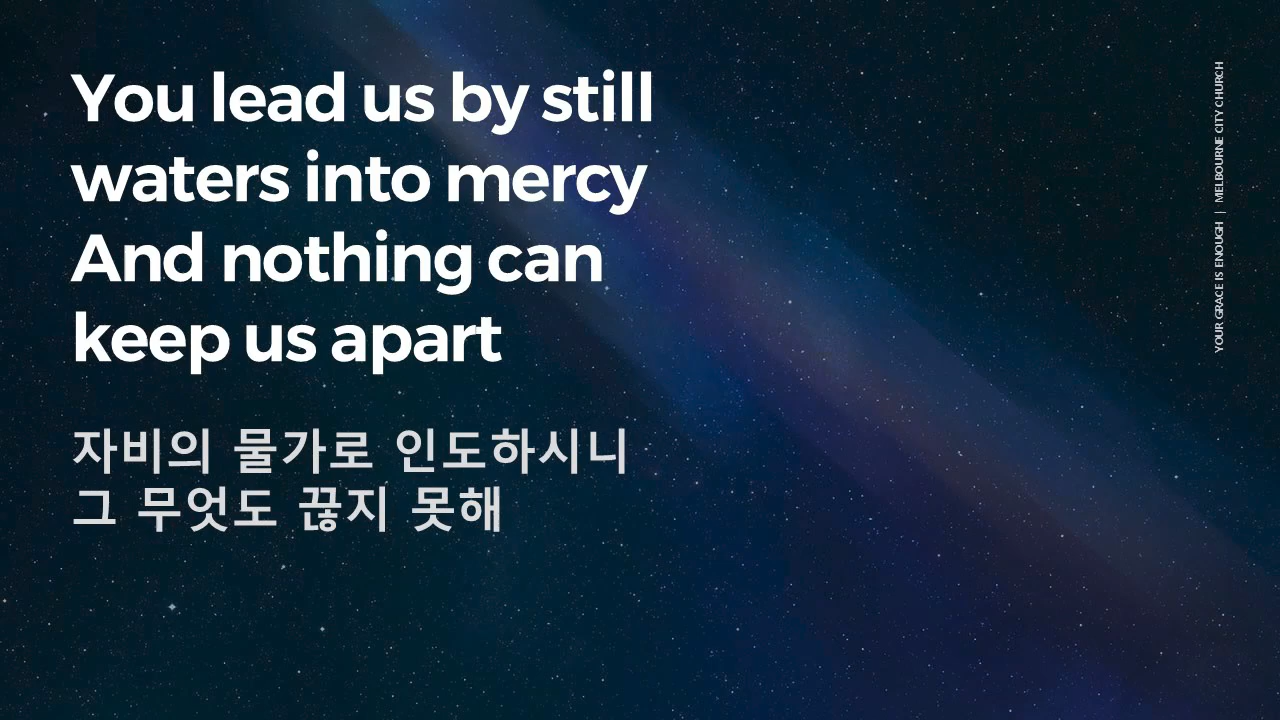 You lead us by still
waters into mercy
And nothing can
keep us apart
자비의 물가로 인도하시니
그 무엇도 끊지 못해
YOUR GRACE IS ENOUGH | MELBOURNE CITY CHURCH